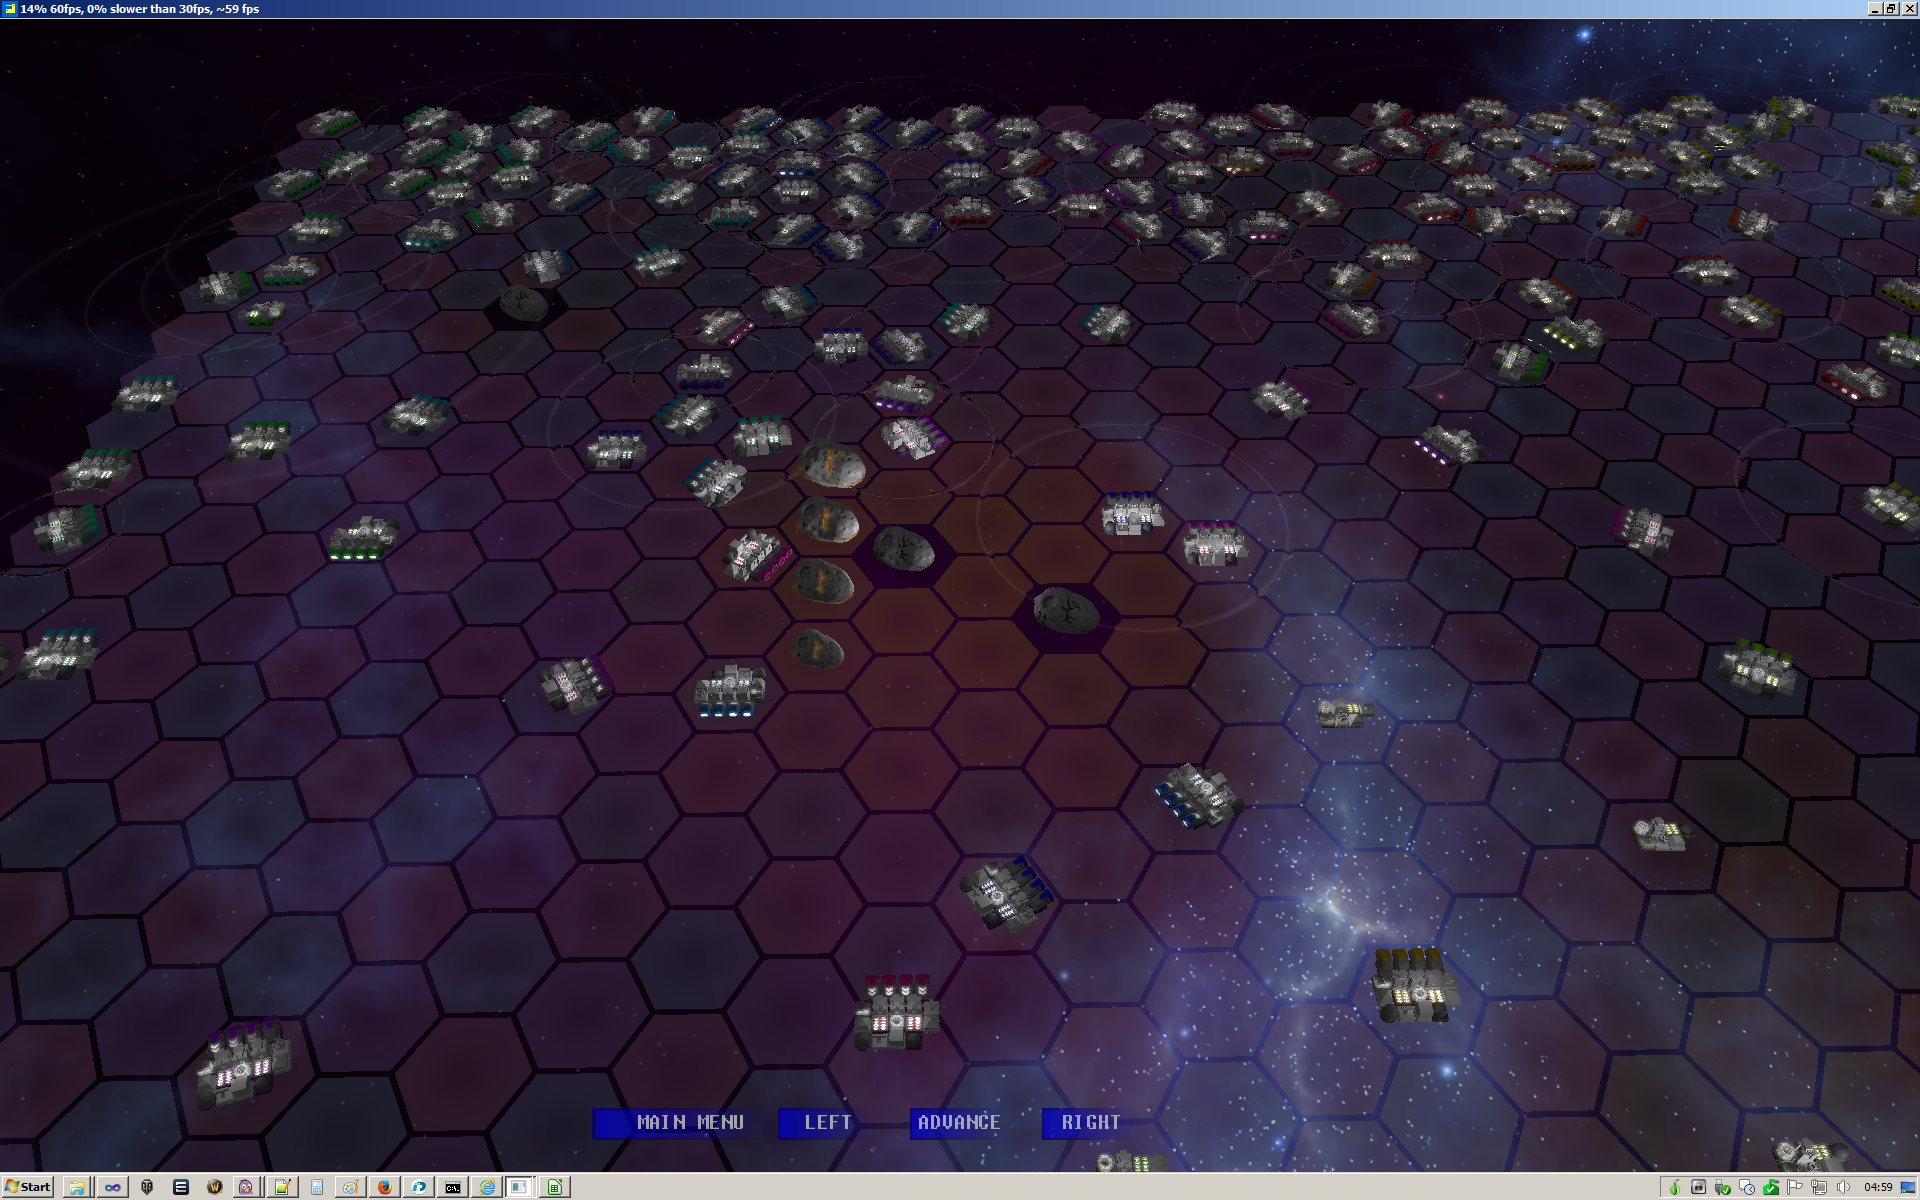 14% 60fps, 0% slower than 30fps, ~59 fps
MAIN MENU
LEFT
ADVANCE
RIGHT
Start
04:59